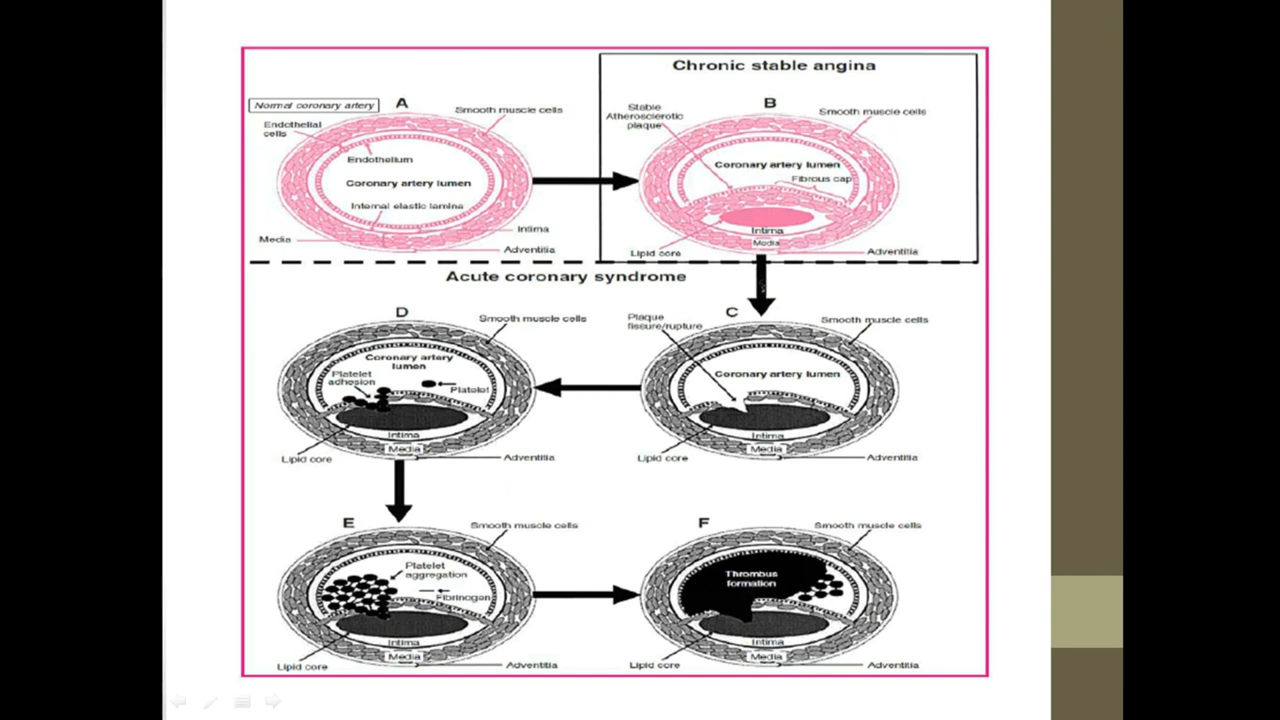 Chronic stable angina
A
Normal coronary artery
Endothelial
cells
Smooth muscle cells
Endothelium
Coronary artery lumen
Internal elastic lamina
Media
Intima
Adventitia
B
Stable
Atherosclerotic
plaque
Smooth muscle cells
Coronary artery lumen
Fibrous cap
Intima
Media
Lipid core
Adventitia
Acute coronary syndrome
D
Smooth muscle cells
Coronary artery
lumen
Platelet
adhesion
Platelet
Intima
Media
Lipid core
Adventitia
C
Plaque
fissure/rupture
Smooth muscle cells
Coronary artery lumen
Intima
Media
Lipid core
Adventitia
E
Smooth muscle cells
Platelet
aggregation
Fibrinogen
Intima
Media
Lipid core
Adventitia
F
Smooth muscle cells
Thrombus
formation
Intima
Media
Lipid core
Adventitia